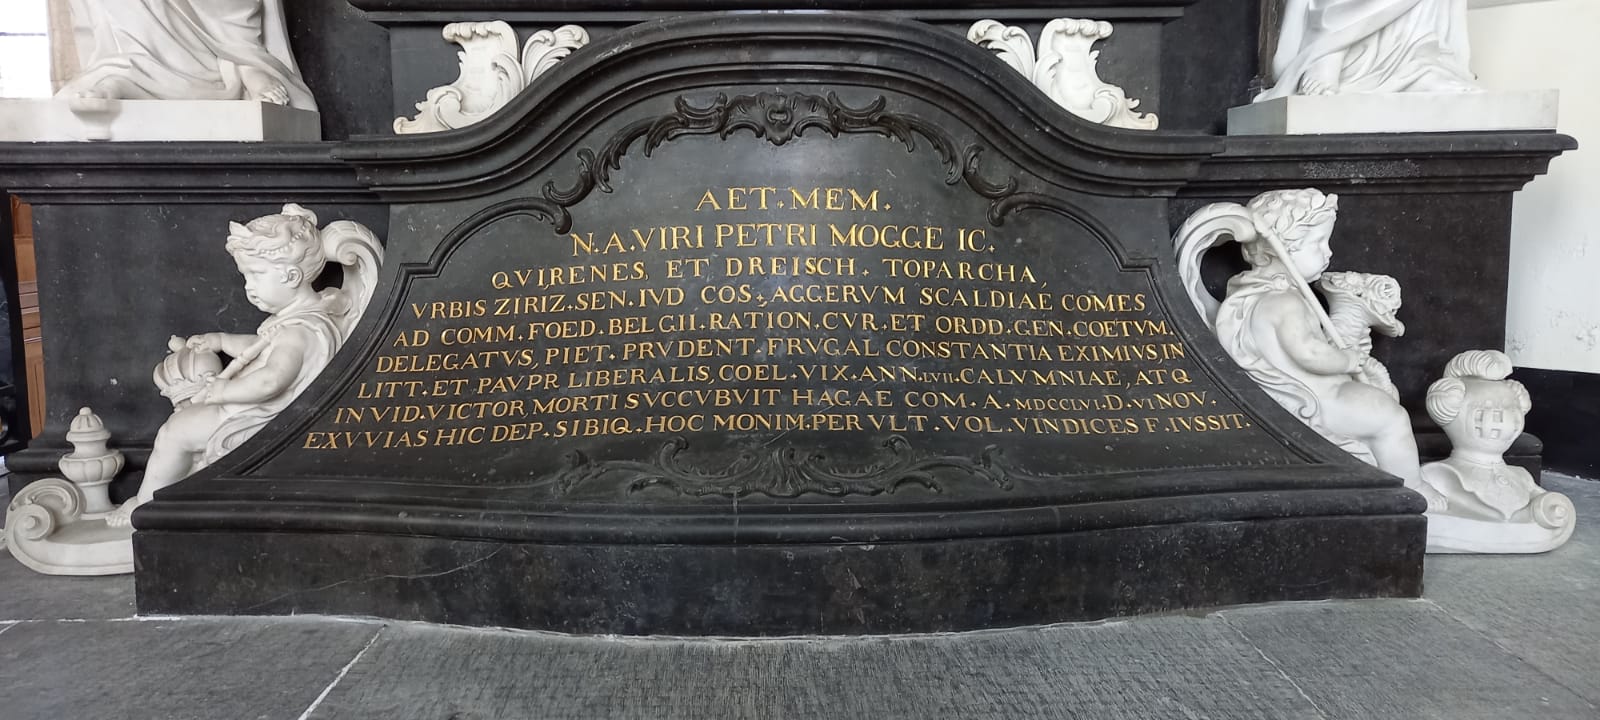 AET. MEM.
N. A. VIRI PETRI MOGGE IC.
QVIRENES, ET DREISCH. TOPARCHA,
VRBIS ZIRIZ. SEN. IVD COS., AGGERVM SCALDIAE COMES,
AD COMM. FOED. BELGII. RATION. CVR. ET ORDD. GEN. COETVM.
DELEGATVS, PIET. PRVDENT. FRVGAL CONSTANTIA EXIMIVS, IN
LITT. ET PAVPR LIBERALIS, COEL. VIX. ANN. LVII. CALVMNIAE, ATQ
INVID. VICTOR, MORTI SVCCVBVIT HAGAE COM. A. MDCCLVI. D. VI NOV.
EXVVIAS HIC DEP. SIBIQ. HOC MONIM. PER VLT. VOL. VINDICES F. IVSSIT.